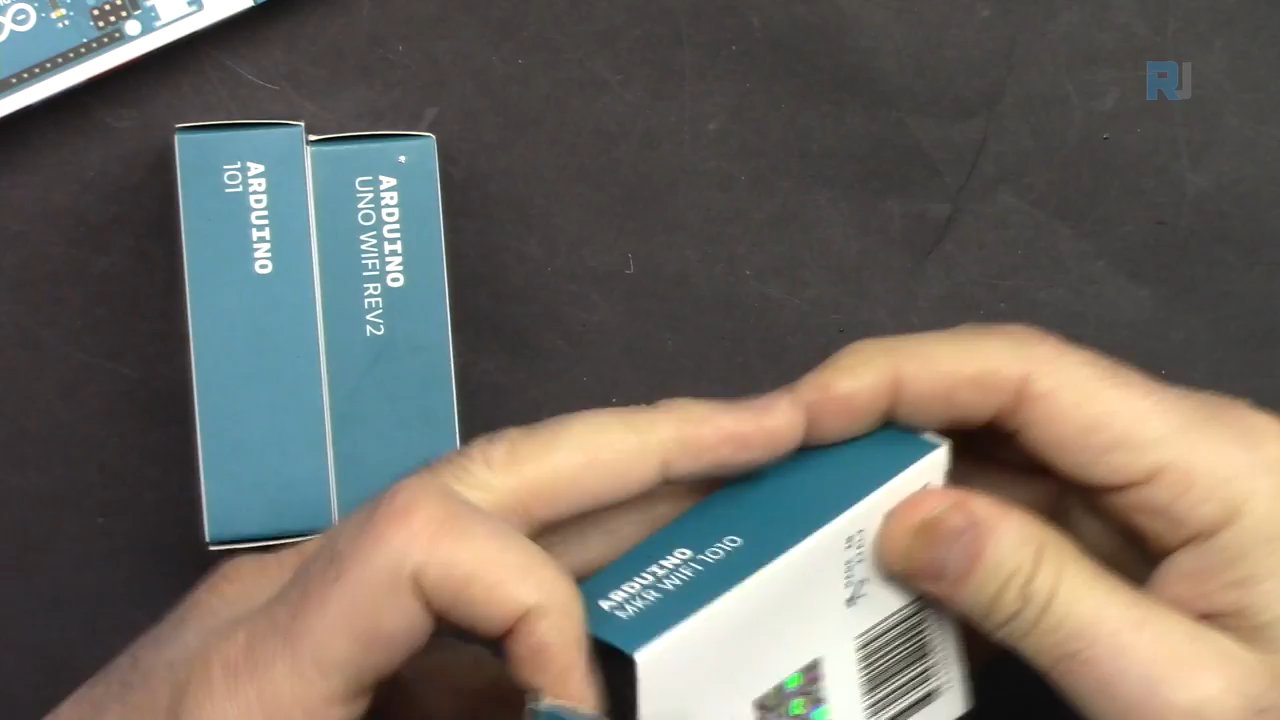 RJ
ARDUINO
101
ARDUINO
UNO WIFI REV2
ARDUINO
MKR WIFI 1010